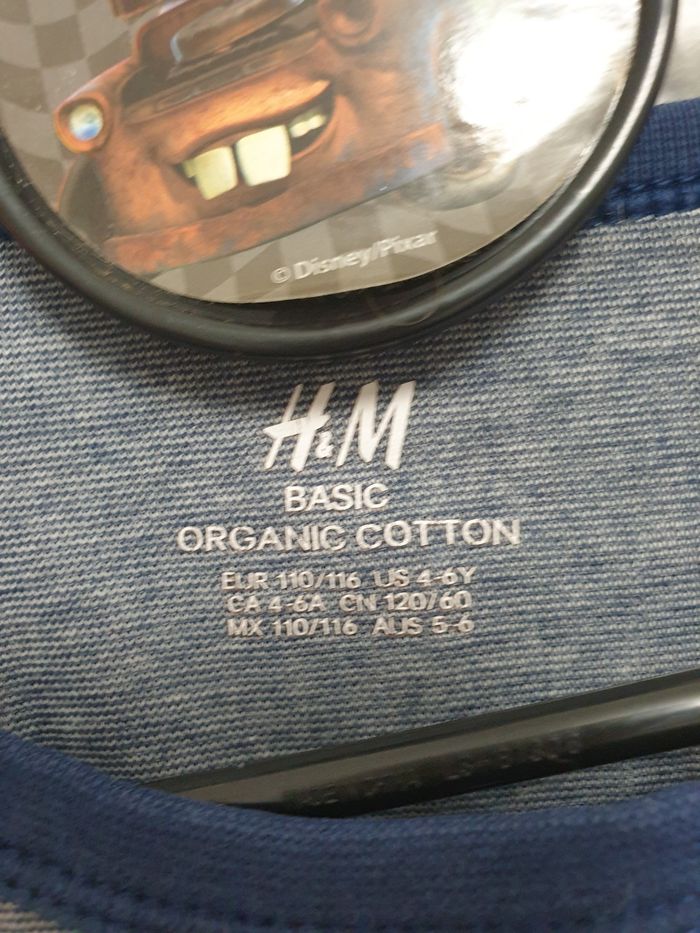 © Disney/Pixar
H&M
BASIC
ORGANIC COTTON
EUR 110/116 US 4-6Y
CA 4-6A CN 120/60
MX 110/116 AUS 5-6